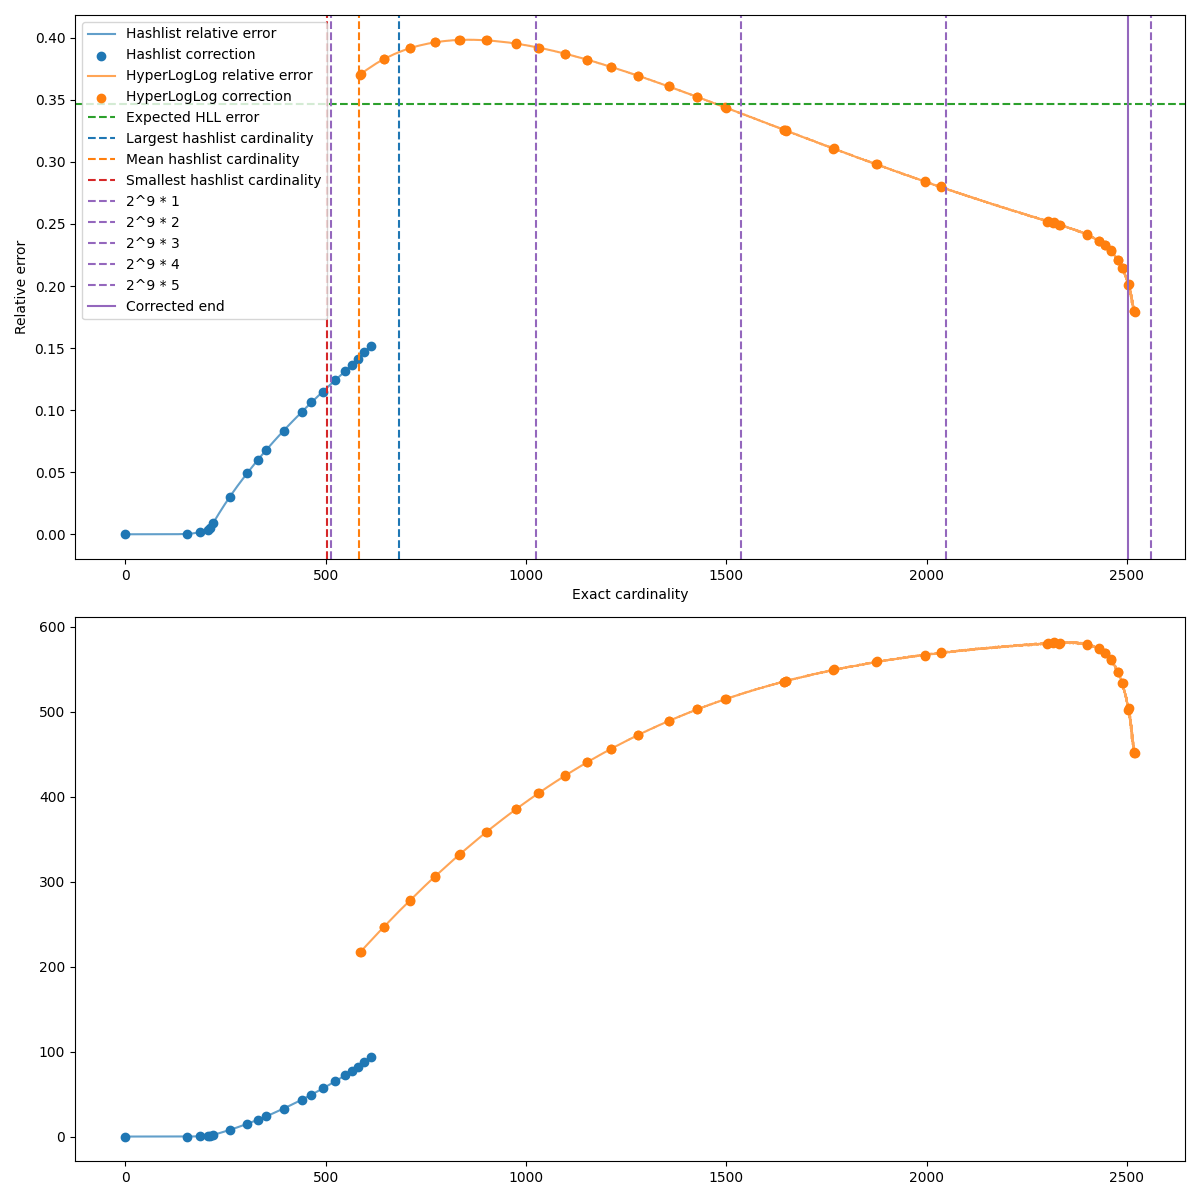 Hashlist relative error
Hashlist correction
HyperLogLog relative error
HyperLogLog correction
Expected HLL error
Largest hashlist cardinality
Mean hashlist cardinality
Smallest hashlist cardinality
2^9 * 1
2^9 * 2
2^9 * 3
2^9 * 4
2^9 * 5
Corrected end
Relative error
0.40
0.35
0.30
0.25
0.20
0.15
0.10
0.05
0.00
0 500 1000 1500 2000 2500
Exact cardinality
600
500
400
300
200
100
0
0 500 1000 1500 2000 2500